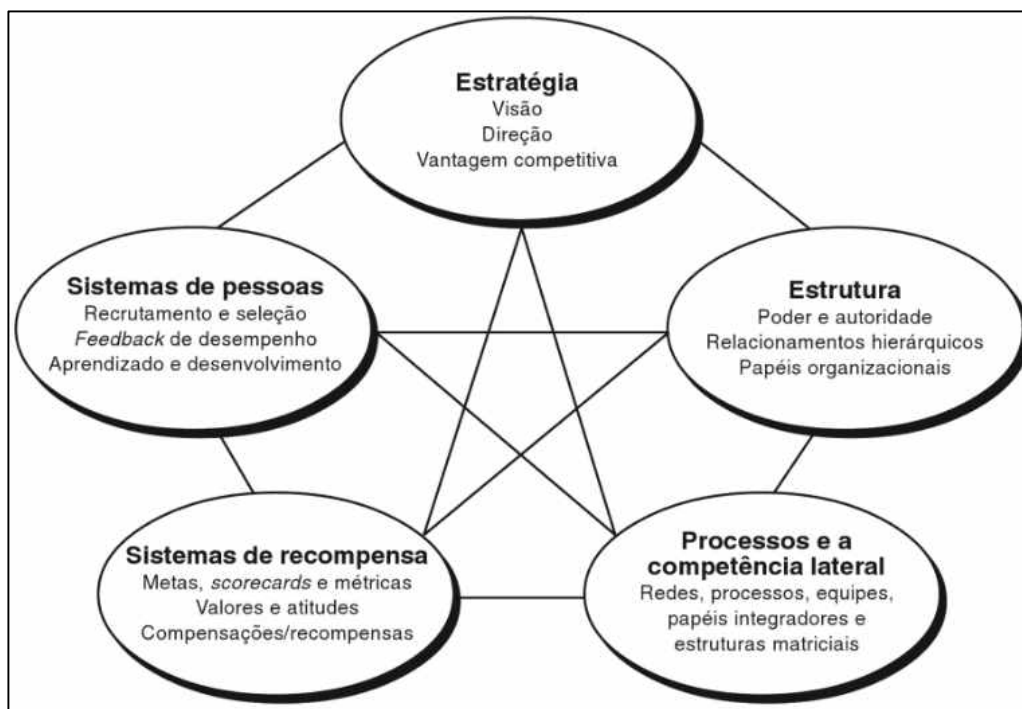 Estratégia
Visão
Direção
Vantagem competitiva
Sistemas de pessoas
Recrutamento e seleção
Feedback de desempenho
Aprendizado e desenvolvimento
Estrutura
Poder e autoridade
Relacionamentos hierárquicos
Papéis organizacionais
Sistemas de recompensa
Metas, scorecards e métricas
Valores e atitudes
Compensações/recompensas
Processos e a
competência lateral
Redes, processos, equipes,
papéis integradores e
estruturas matriciais